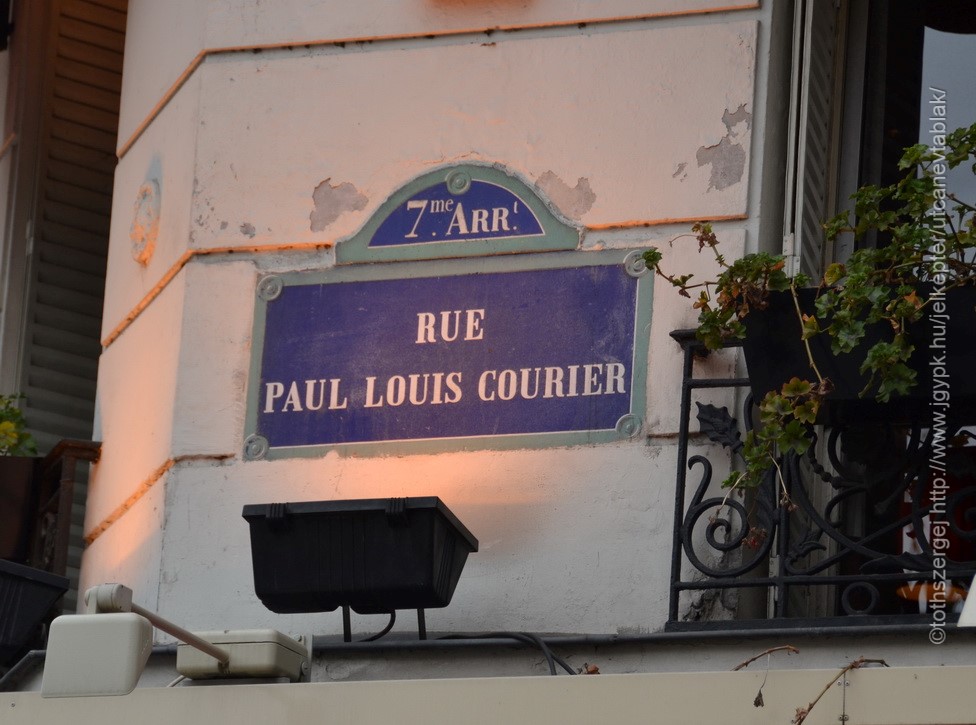 7me ARRt.
RUE
PAUL LOUIS COURIER
©tothszergej http://www.jgypk.hu/jelkepter/utcanevtablak/